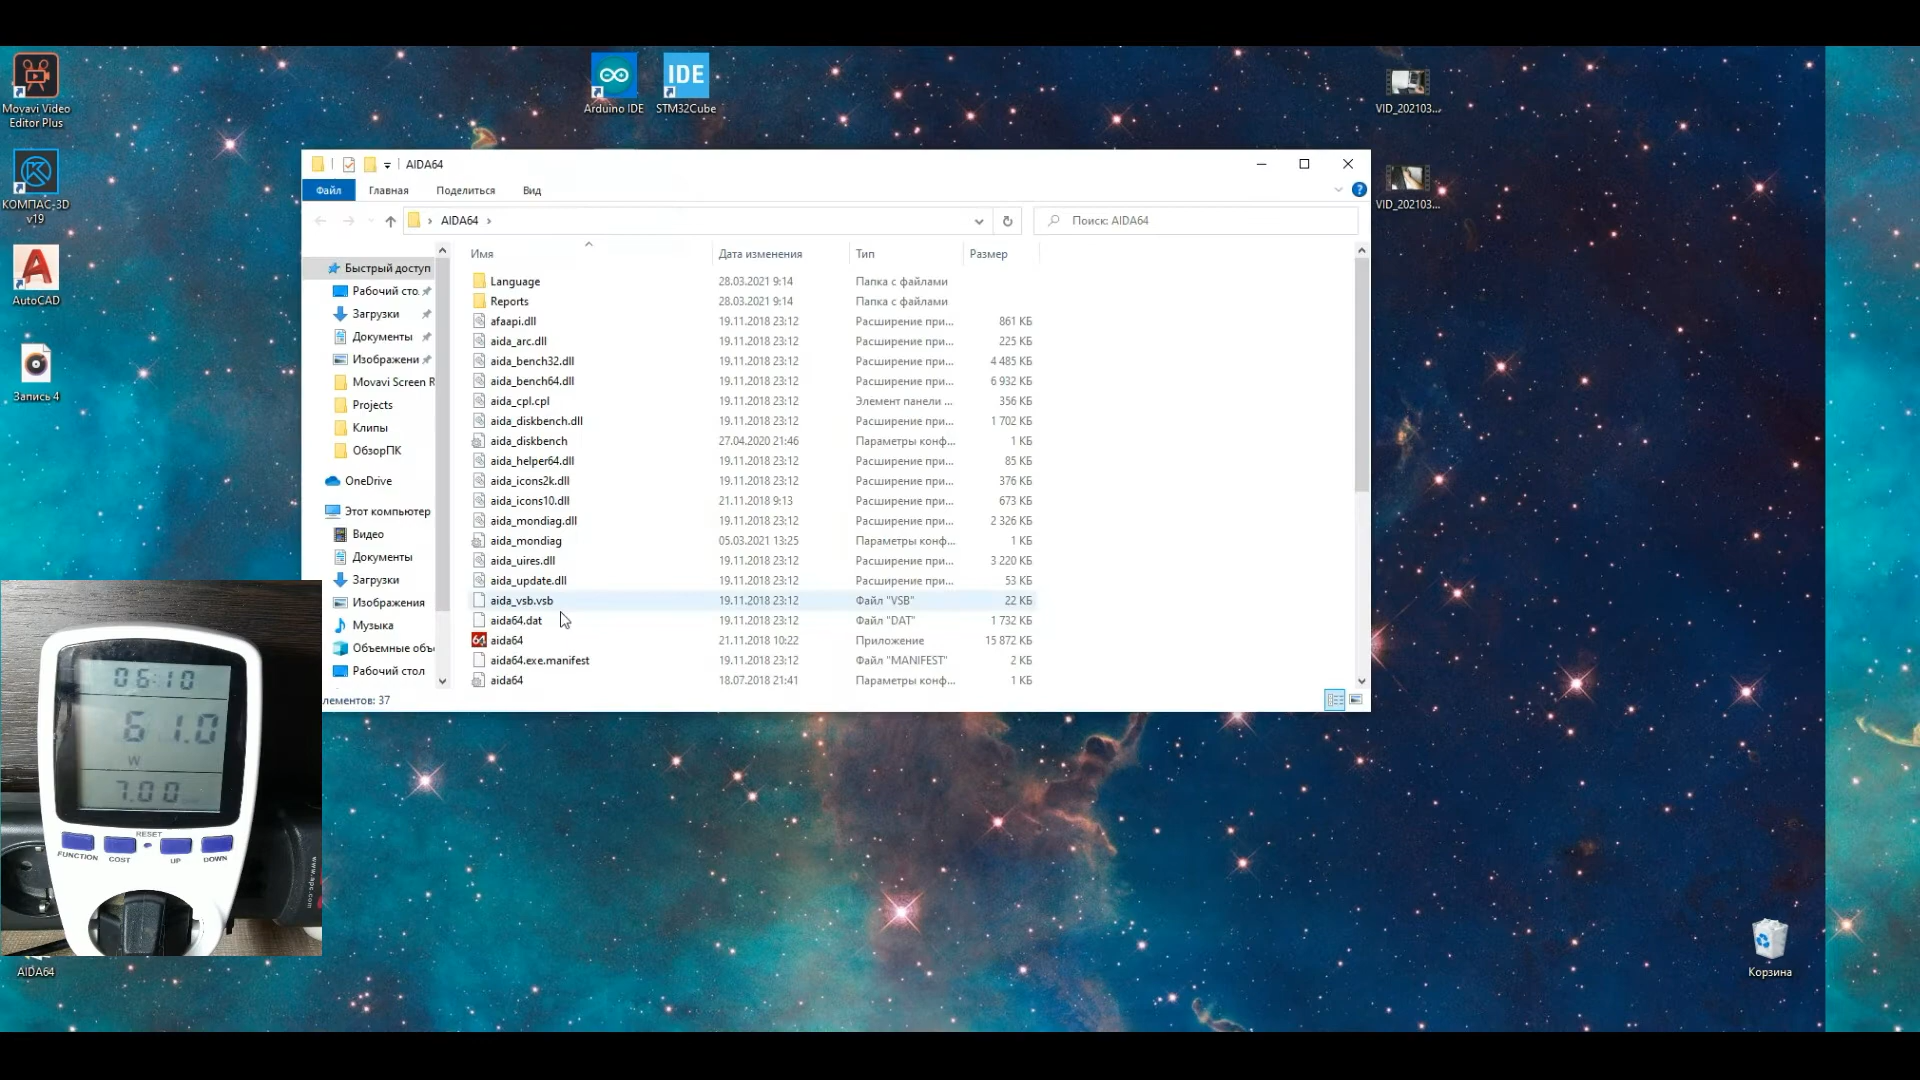 Movavi Video
Editor Plus
КОМПАС-3D
v19
AutoCAD
Запись 4
AIDA64
Arduino IDE
IDE
STM32Cube
VID_202103...
VID_202103...
Корзина
AIDA64
Файл
Главная
Поделиться
Вид
AIDA64
Поиск: AIDA64
Быстрый доступ
Рабочий сто
Загрузки
Документы
Изображени
Movavi Screen R
Projects
Клипы
ОбзорПК
OneDrive
Этот компьютер
Видео
Документы
Загрузки
Изображения
Музыка
Объемные объ
Рабочий стол
Имя Дата изменения Тип Размер
Language 28.03.2021 9:14 Папка с файлами
Reports 28.03.2021 9:14 Папка с файлами
afaapi.dll 19.11.2018 23:12 Расширение при... 861 КБ
aida_arc.dll 19.11.2018 23:12 Расширение при... 225 КБ
aida_bench32.dll 19.11.2018 23:12 Расширение при... 4 485 КБ
aida_bench64.dll 19.11.2018 23:12 Расширение при... 6 932 КБ
aida_cpl.cpl 19.11.2018 23:12 Элемент панели ... 356 КБ
aida_diskbench.dll 19.11.2018 23:12 Расширение при... 1 702 КБ
aida_diskbench 27.04.2020 21:46 Параметры конф... 1 КБ
aida_helper64.dll 19.11.2018 23:12 Расширение при... 85 КБ
aida_icons2k.dll 19.11.2018 23:12 Расширение при... 376 КБ
aida_icons10.dll 21.11.2018 9:13 Расширение при... 673 КБ
aida_mondiag.dll 19.11.2018 23:12 Расширение при... 2 326 КБ
aida_mondiag 05.03.2021 13:25 Параметры конф... 1 КБ
aida_uires.dll 19.11.2018 23:12 Расширение при... 3 220 КБ
aida_update.dll 19.11.2018 23:12 Расширение при... 53 КБ
aida_vsb.vsb 19.11.2018 23:12 Файл "VSB" 22 КБ
aida64.dat 19.11.2018 23:12 Файл "DAT" 1 732 КБ
64 aida64 21.11.2018 10:22 Приложение 15 872 КБ
aida64.exe.manifest 19.11.2018 23:12 Файл "MANIFEST" 2 КБ
aida64 18.07.2018 21:41 Параметры конф... 1 КБ
лементов: 37
06:10
61.0
W
7.00
RESET
FUNCTION COST UP DOWN
www.apc.com